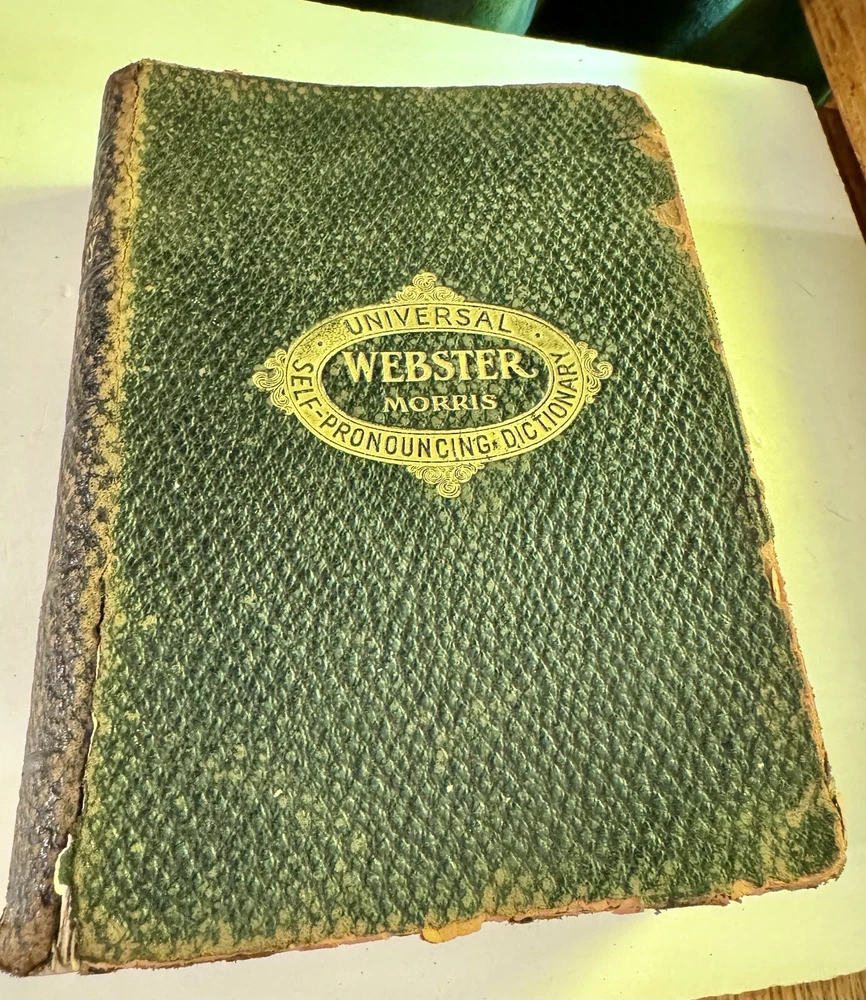 UNIVERSAL
WEBSTER
MORRIS
SELF-PRONOUNCING DICTIONARY